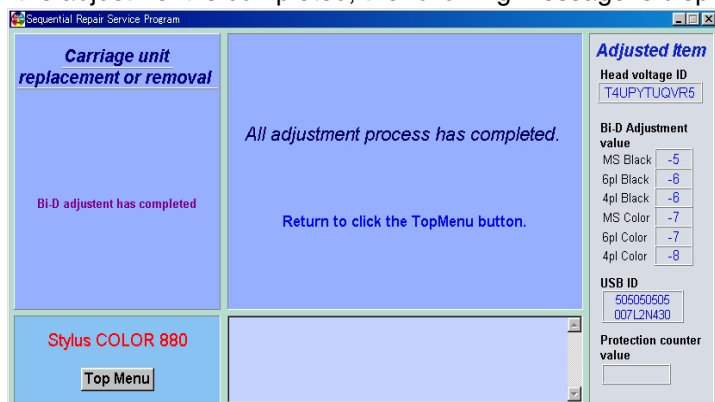 Sequential Repair Service Program
Carriage unit
replacement or removal
Bi-D adjustent has completed
All adjustment process has completed.
Return to click the TopMenu button.
Stylus COLOR 880
Top Menu
Adjusted Item
Head voltage ID
T4UPYTUQVR5
Bi-D Adjustment
value
MS Black -5
6pl Black -6
4pl Black -6
MS Color -7
6pl Color -7
4pl Color -8
USB ID
505050505
007L2N430
Protection counter
value